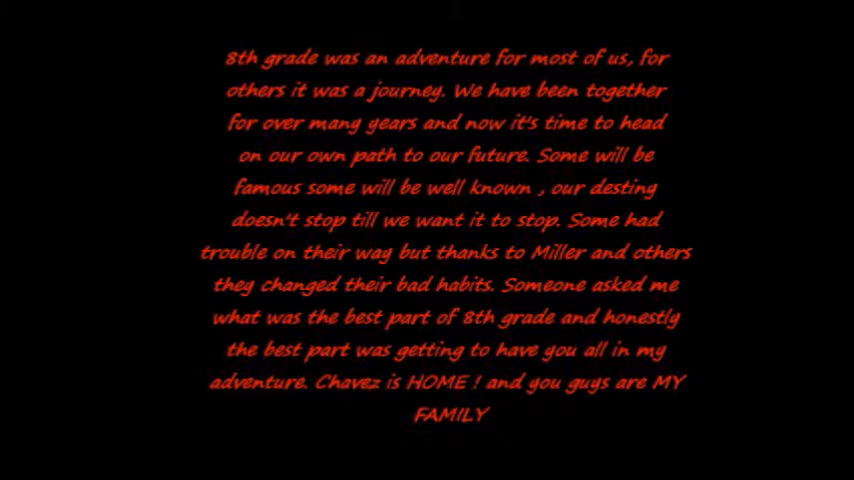 8th grade was an adventure for most of us, for
others it was a journey. We have been together
for over many years and now it's time to head
on our own path to our future. Some will be
famous some will be well known , our desting
doesn't stop till we want it to stop. Some had
trouble on their way but thanks to Miller and others
they changed their bad habits. Someone asked me
what was the best part of 8th grade and honestly
the best part was getting to have you all in my
adventure. Chavez is HOME ! and you guys are MY
FAMILY